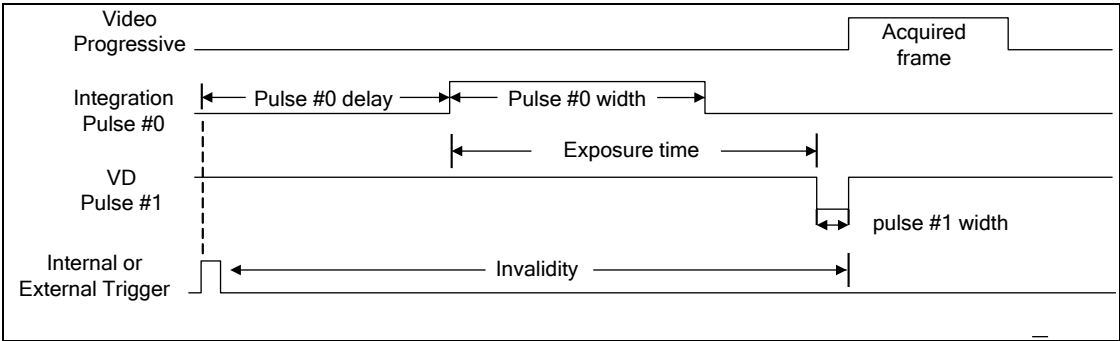 Video
Progressive
Acquired
frame
Integration
Pulse #0
Pulse #0 delay
Pulse #0 width
Exposure time
VD
Pulse #1
pulse #1 width
Internal or
External Trigger
Invalidity